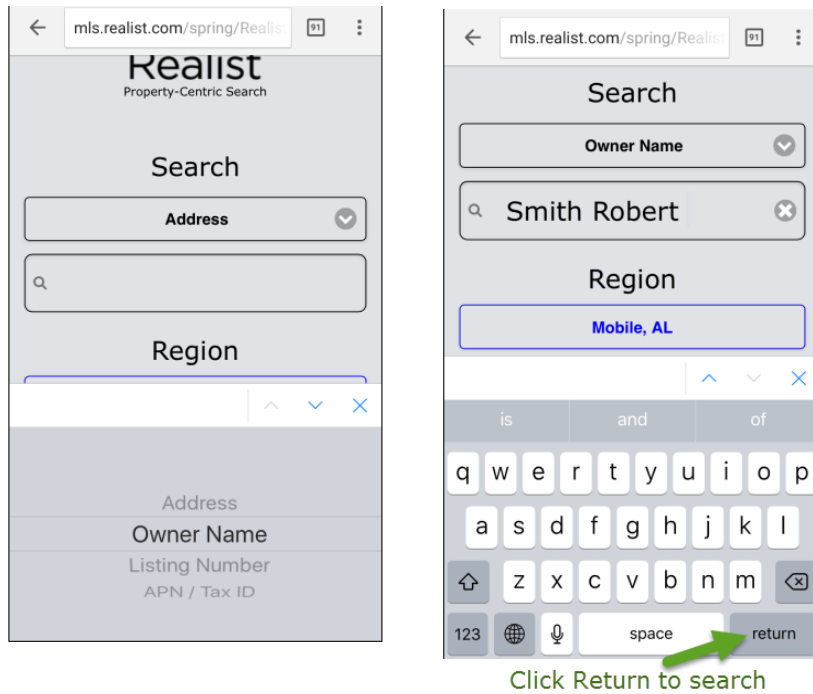 mls.realist.com/spring/Realis
91
Realist
Property-Centric Search
Search
Address
Region
Address
Owner Name
Listing Number
APN / Tax ID
mls.realist.com/spring/Realist
91
Search
Owner Name
Smith Robert
Region
Mobile, AL
is and of
q w e r t y u i o p
a s d f g h j k l
z x c v b n m
123 space return
Click Return to search